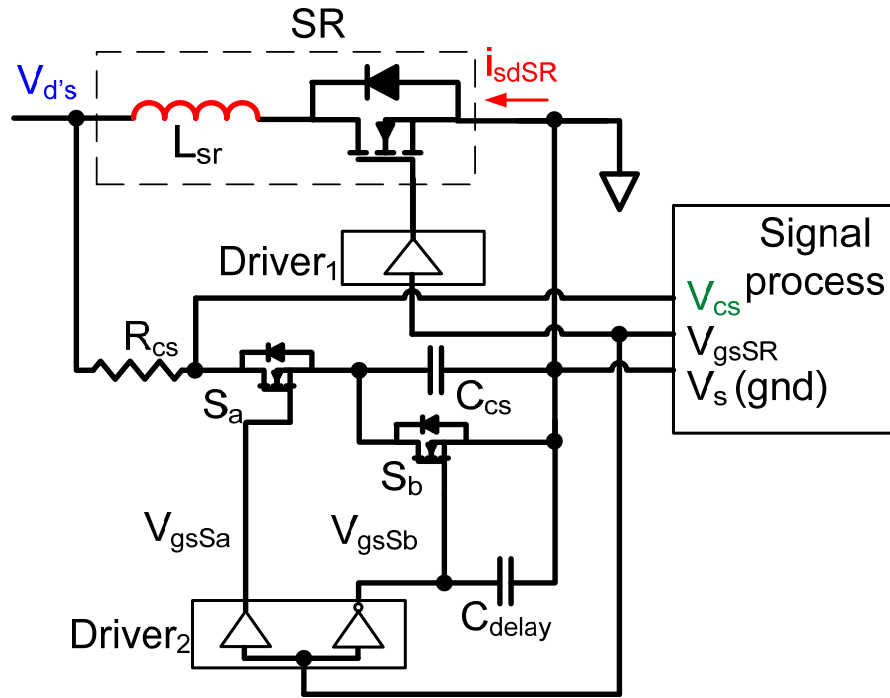 SR
V_d's
i_sdSR
L_sr
Driver_1
Signal
process
V_cs
V_gsSR
V_s (gnd)
R_cs
S_a
C_cs
S_b
V_gsSa
V_gsSb
C_delay
Driver_2